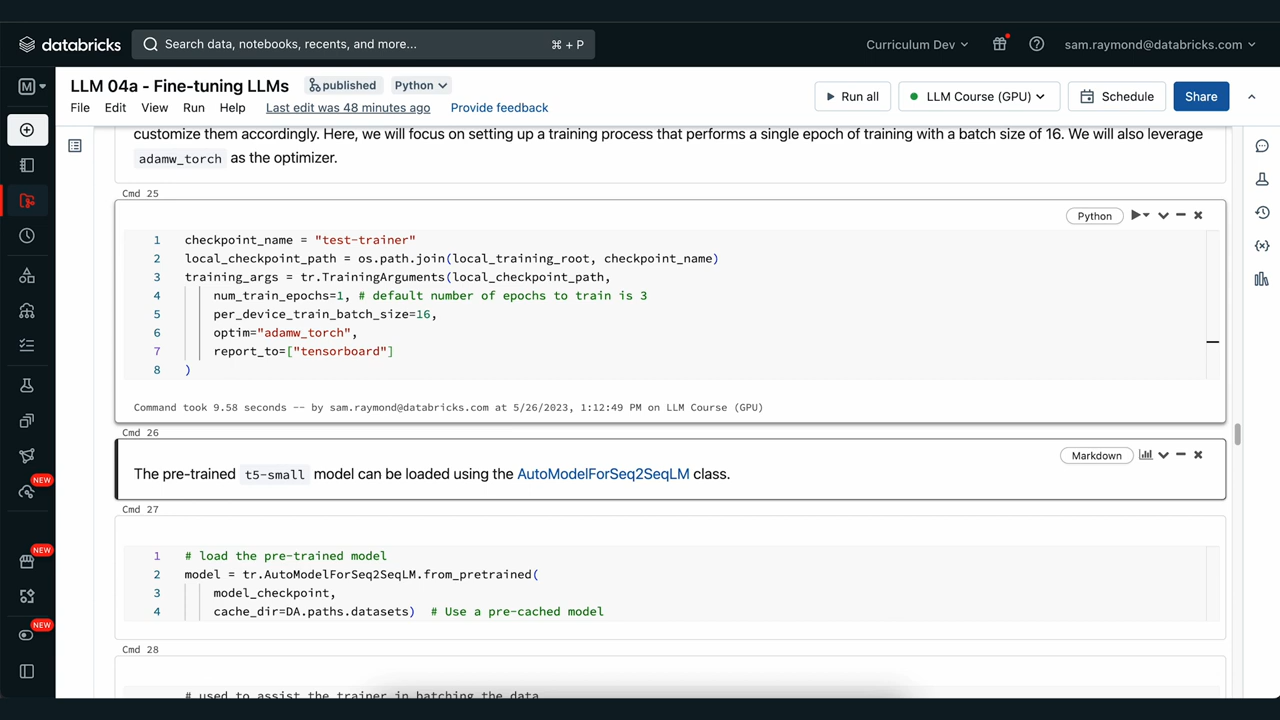 databricks
Search data, notebooks, recents, and more...
⌘ + P
Curriculum Dev
sam.raymond@databricks.com
M
LLM 04a - Fine-tuning LLMs
published
Python
File Edit View Run Help
Last edit was 48 minutes ago
Provide feedback
Run all
LLM Course (GPU)
Schedule
Share
customize them accordingly. Here, we will focus on setting up a training process that performs a single epoch of training with a batch size of 16. We will also leverage
adamw_torch as the optimizer.
Cmd 25
Python
1 checkpoint_name = "test-trainer"
2 local_checkpoint_path = os.path.join(local_training_root, checkpoint_name)
3 training_args = tr.TrainingArguments(local_checkpoint_path,
4 num_train_epochs=1, # default number of epochs to train is 3
5 per_device_train_batch_size=16,
6 optim="adamw_torch",
7 report_to=["tensorboard"]
8 )
Command took 9.58 seconds -- by sam.raymond@databricks.com at 5/26/2023, 1:12:49 PM on LLM Course (GPU)
Cmd 26
Markdown
The pre-trained t5-small model can be loaded using the AutoModelForSeq2SeqLM class.
Cmd 27
1 # load the pre-trained model
2 model = tr.AutoModelForSeq2SeqLM.from_pretrained(
3 model_checkpoint,
4 cache_dir=DA.paths.datasets) # Use a pre-cached model
Cmd 28
# used to assist the trainer in batching the data
NEW
NEW
NEW